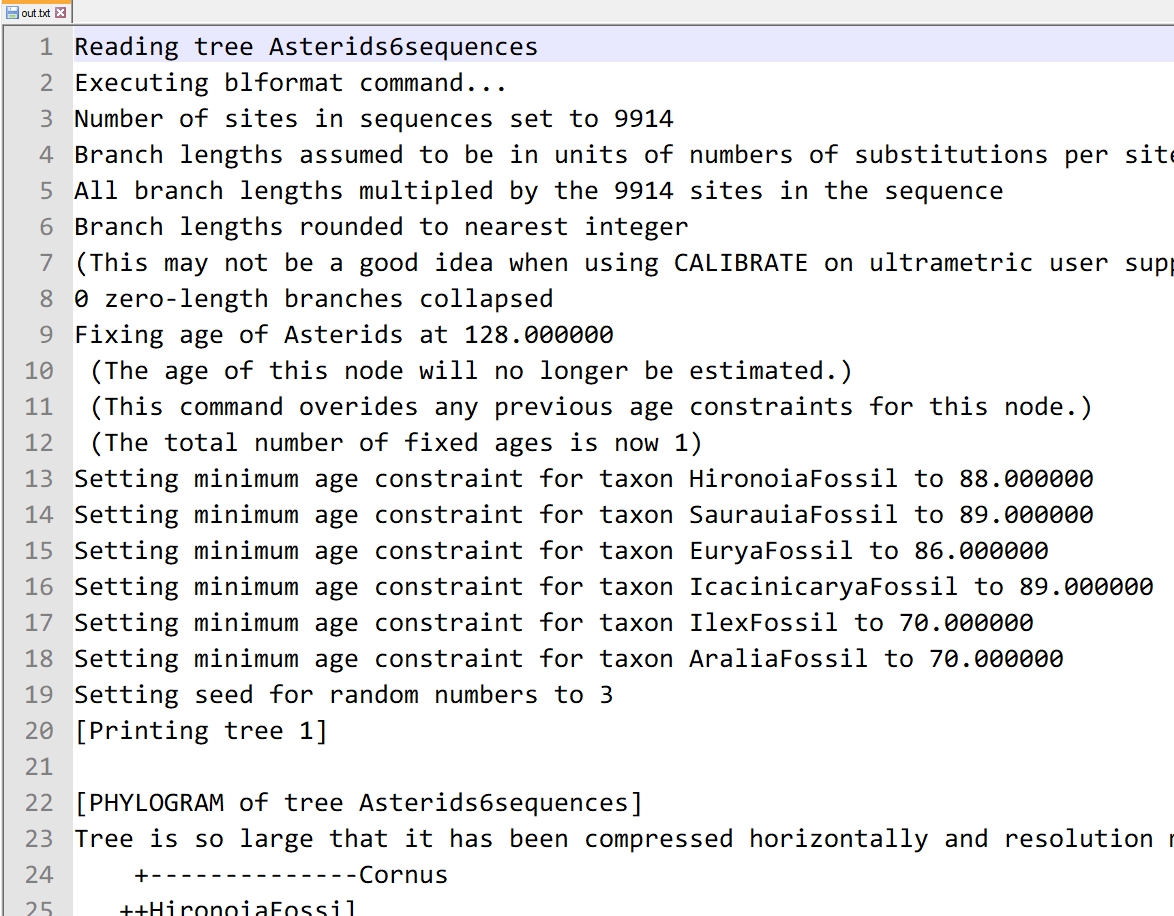 out.txt
1 Reading tree Asterids6sequences
2 Executing blformat command...
3 Number of sites in sequences set to 9914
4 Branch lengths assumed to be in units of numbers of substitutions per
5 All branch lengths multipled by the 9914 sites in the sequence
6 Branch lengths rounded to nearest integer
7 (This may not be a good idea when using CALIBRATE on ultrametric user
8 0 zero-length branches collapsed
9 Fixing age of Asterids at 128.000000
10 (The age of this node will no longer be estimated.)
11 (This command overides any previous age constraints for this node.)
12 (The total number of fixed ages is now 1)
13 Setting minimum age constraint for taxon HironoiaFossil to 88.000000
14 Setting minimum age constraint for taxon SaurauiaFossil to 89.000000
15 Setting minimum age constraint for taxon EuryaFossil to 86.000000
16 Setting minimum age constraint for taxon IcacinicaryaFossil to 89.000000
17 Setting minimum age constraint for taxon IlexFossil to 70.000000
18 Setting minimum age constraint for taxon AraliaFossil to 70.000000
19 Setting seed for random numbers to 3
20 [Printing tree 1]
21
22 [PHYLOGRAM of tree Asterids6sequences]
23 Tree is so large that it has been compressed horizontally and resolution
24 +--------------Cornus
25 ++HironoiaFossil